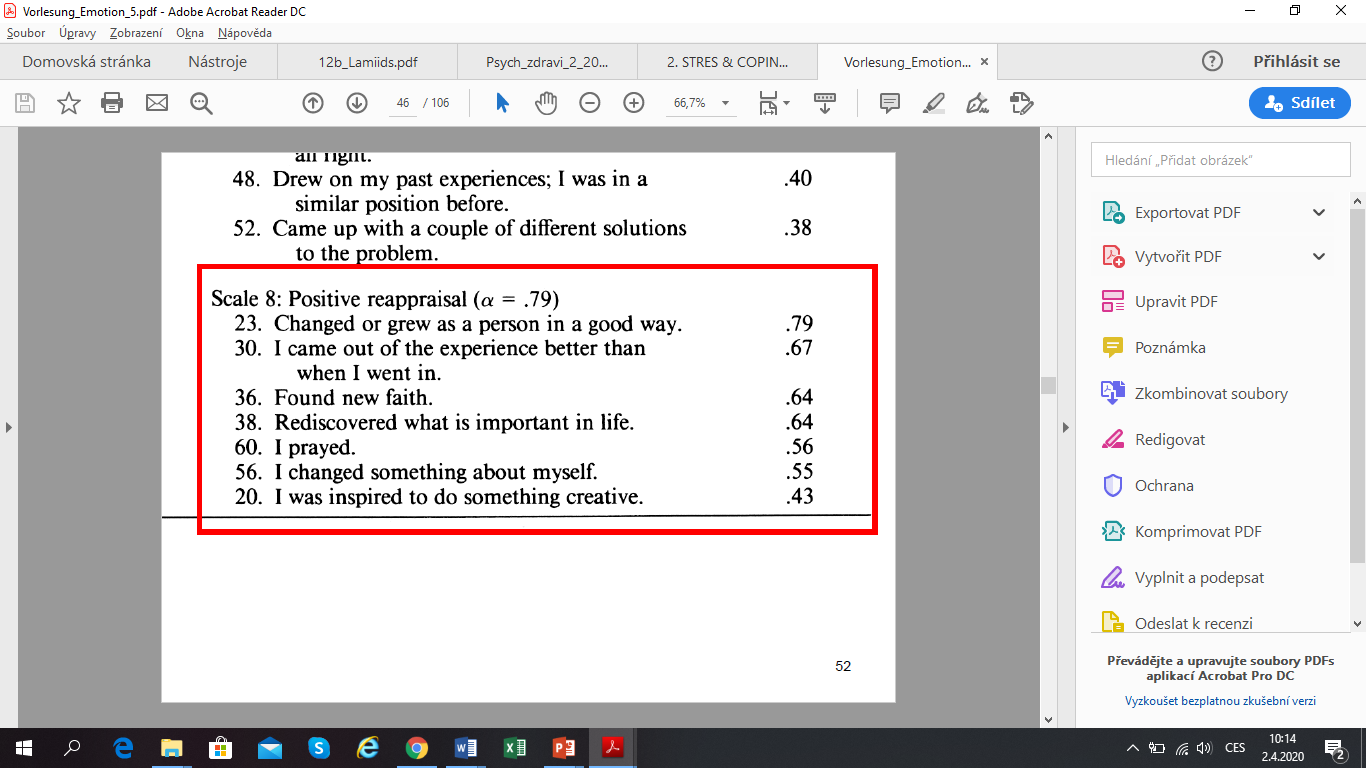 Vorlesung_Emotion_5.pdf - Adobe Acrobat Reader DC
Soubor Úpravy Zobrazení Okna Nápověda
Domovská stránka Nástroje 12b_Lamiids.pdf Psych_zdravi_2_20... 2. STRES & COPIN... Vorlesung_Emotion... × Přihlásit se
46 / 106 66,7% Sdílet
all right.
48. Drew on my past experiences; I was in a .40
similar position before.
52. Came up with a couple of different solutions .38
to the problem.
Scale 8: Positive reappraisal (α = .79)
23. Changed or grew as a person in a good way. .79
30. I came out of the experience better than .67
when I went in.
36. Found new faith. .64
38. Rediscovered what is important in life. .64
60. I prayed. .56
56. I changed something about myself. .55
20. I was inspired to do something creative. .43
52
Hledání „Přidat obrázek“
Exportovat PDF
Vytvořit PDF
Upravit PDF
Poznámka
Zkombinovat soubory
Redigovat
Ochrana
Komprimovat PDF
Vyplnit a podepsat
Odeslat k recenzi
Převádějte a upravujte soubory PDFs
aplikací Acrobat Pro DC
Vyzkoušet bezplatnou zkušební verzi
CES
10:14
2.4.2020
2